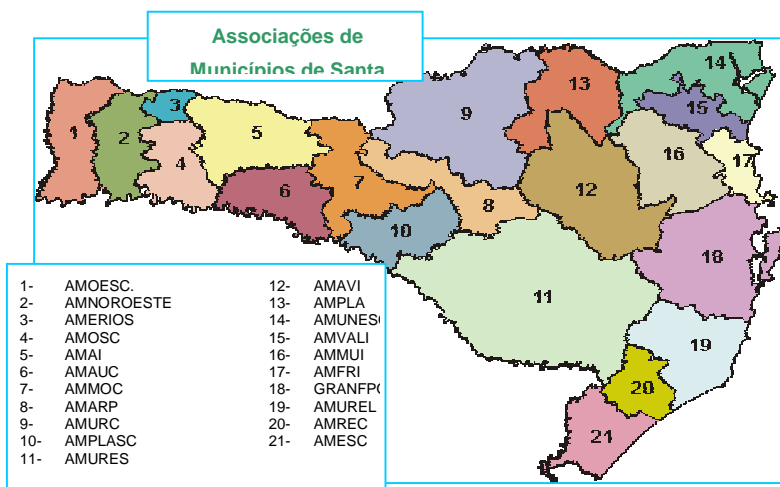 Associações de
Municípios de Santa
1- AMOESC.
2- AMNOROESTE
3- AMERIOS
4- AMOSC
5- AMAI
6- AMAUC
7- AMMOC
8- AMARP
9- AMURC
10- AMPLASC
11- AMURES
12- AMAVI
13- AMPLA
14- AMUNESC
15- AMVALI
16- AMMUI
17- AMFRI
18- GRANFPO
19- AMUREL
20- AMREC
21- AMESC
1
2
3
4
5
6
7
8
9
10
11
12
13
14
15
16
17
18
19
20
21